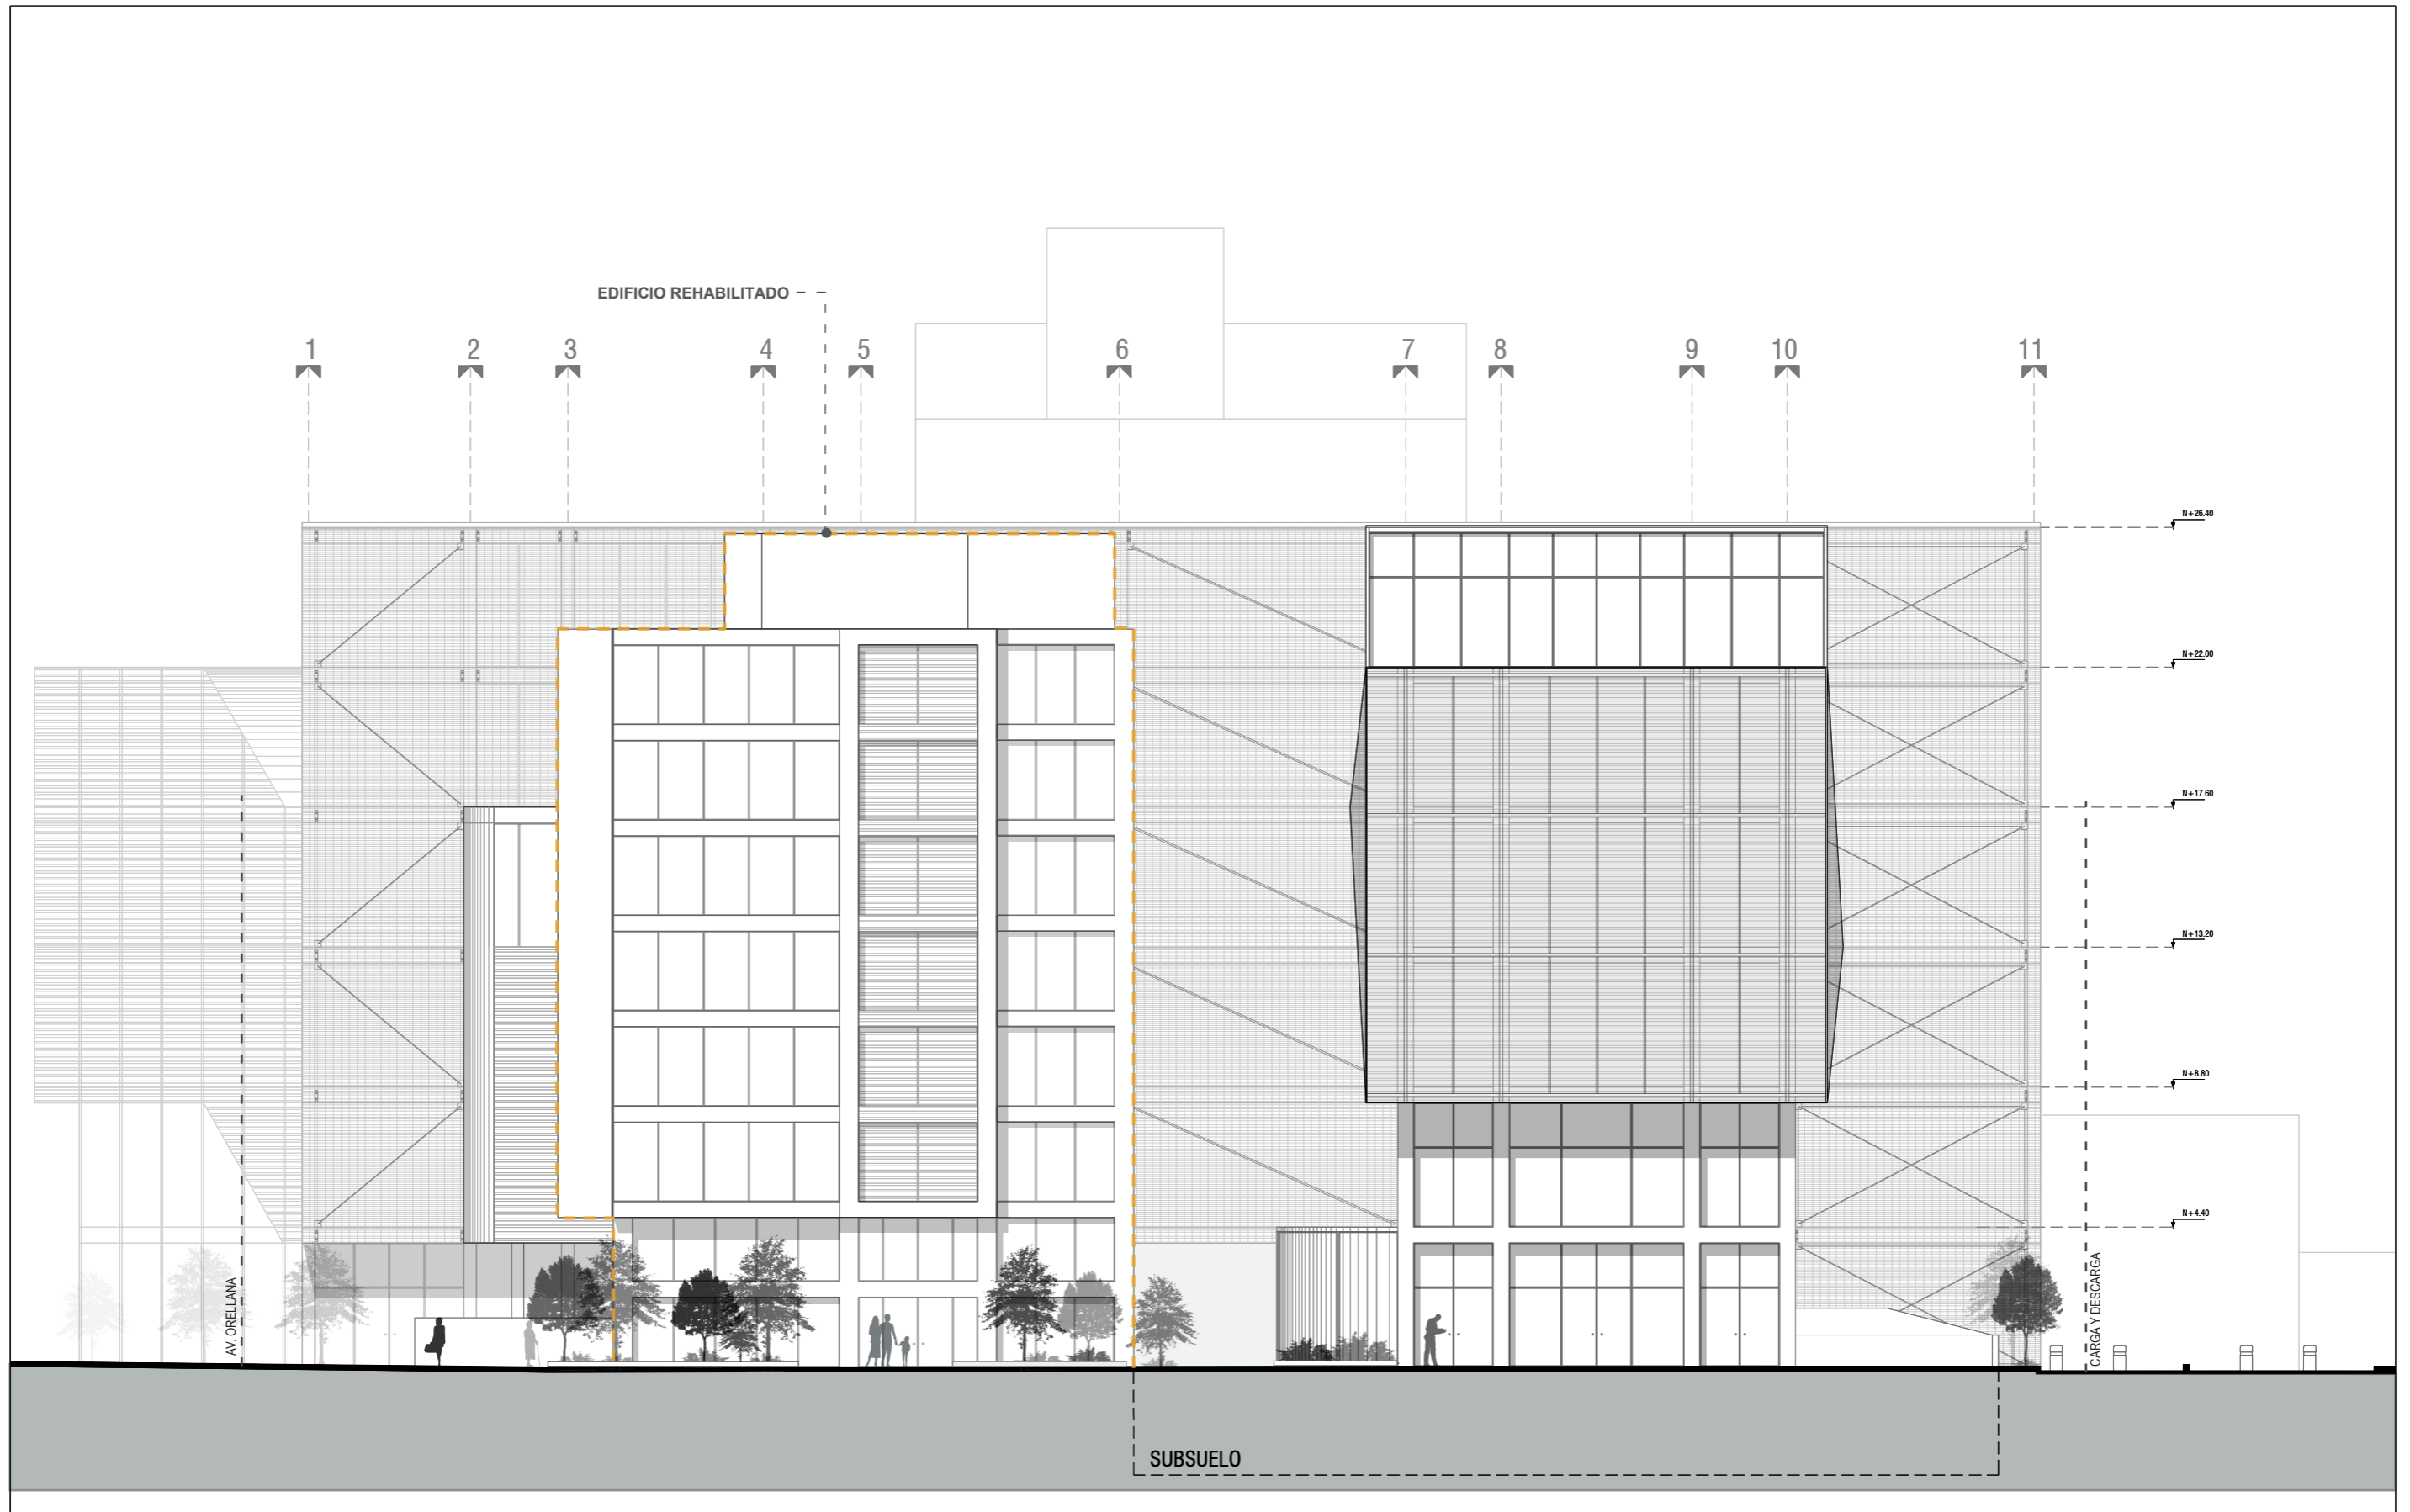 EDIFICIO REHABILITADO
1 2 3 4 5 6 7 8 9 10 11
N+26.40
N+22.00
N+17.60
N+13.20
N+8.80
N+4.40
AV. ORELLANA
CARGA Y DESCARGA
SUBSUELO